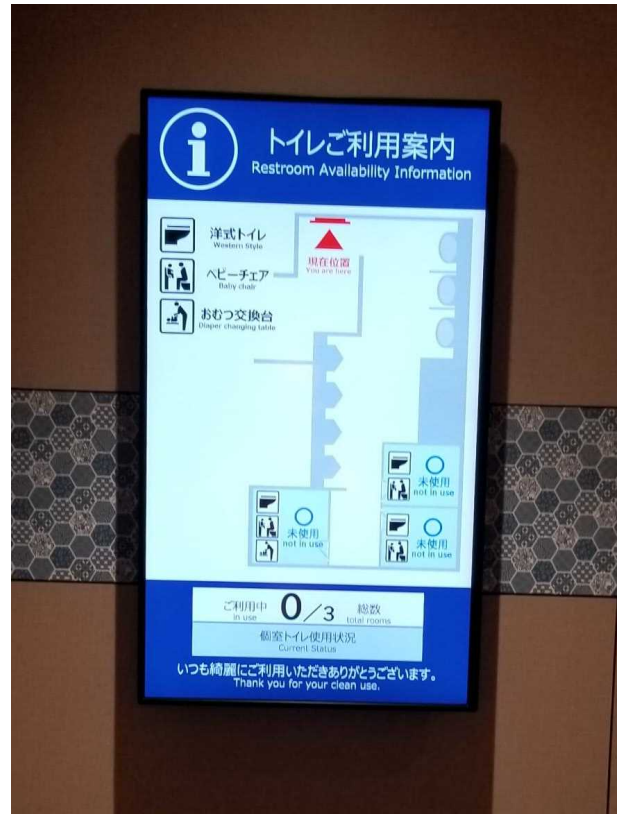 トイレご利用案内
Restroom Availability Information
洋式トイレ
Western Style
ベビーチェア
Baby chair
おむつ交換台
Diaper changing table
現在位置
You are here
未使用
not in use
未使用
not in use
未使用
not in use
ご利用中
in use
0/3
総数
total rooms
個室トイレ使用状況
Current Status
いつも綺麗にご利用いただきありがとうございます。
Thank you for your clean use.